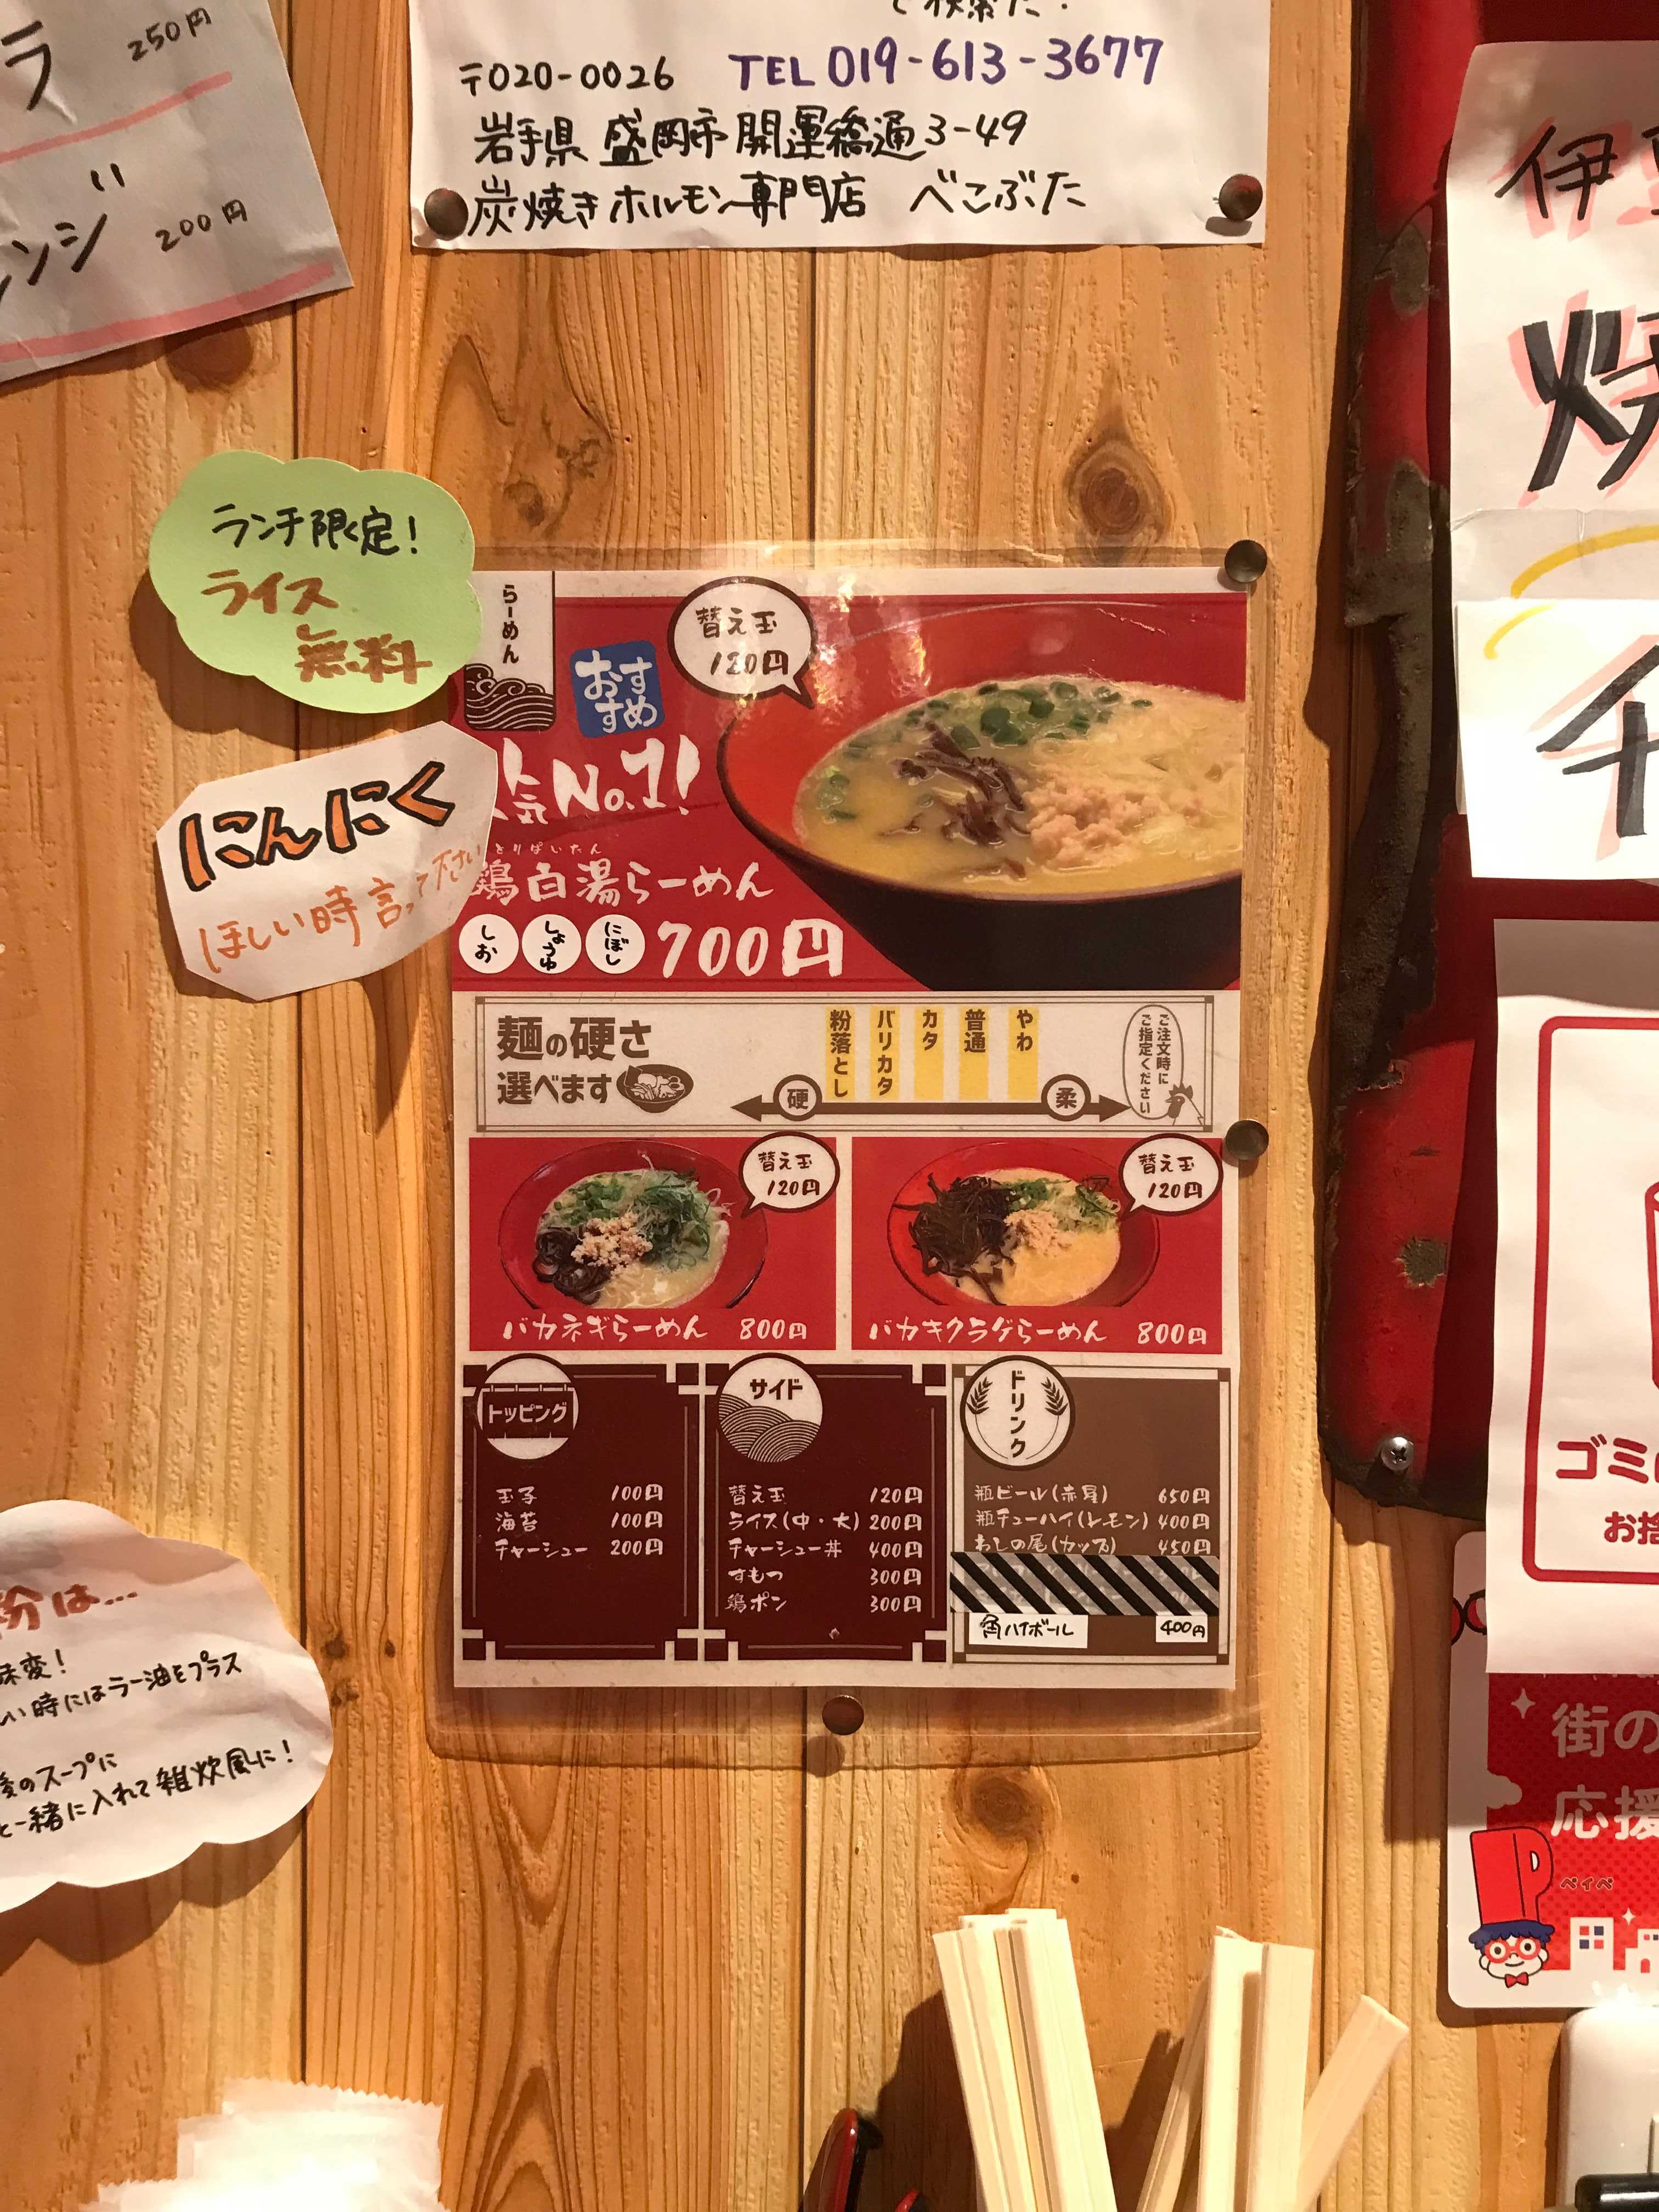 ラ 250円
ンジ 200円
で検索だ!
〒020-0026 TEL 019-613-3677
岩手県 盛岡市 開運橋通3-49
炭焼きホルモン専門店 べこぶた
ランチ限定!
ライス
無料
にんにく
ほしい時言って下さい
らーめん
おすすめ
替え玉
120円
人気No.1!
とりぱいたん
鶏白湯らーめん
しお しょうゆ にぼし 700円
麺の硬さ
選べます
硬 粉落とし バリカタ カタ 普通 やわ 柔
ご注文時に
ご指定ください
替え玉
120円
バカネギらーめん 800円
替え玉
120円
バカキクラゲらーめん 800円
トッピング
玉子 100円
海苔 100円
チャーシュー 200円
サイド
替え玉 120円
ライス(中・大) 200円
チャーシュー丼 400円
すもつ 300円
鶏ポン 300円
ドリンク
瓶ビール(赤星) 650円
瓶チューハイ(レモン) 400円
わしの尾(カップ) 450円
角ハイボール 400円
粉は…
味変!
い時にはラー油をプラス
後のスープに
と一緒に入れて雑炊風に!
伊
焼
ゴミ
お捨
街の
応援
P
ペイペ